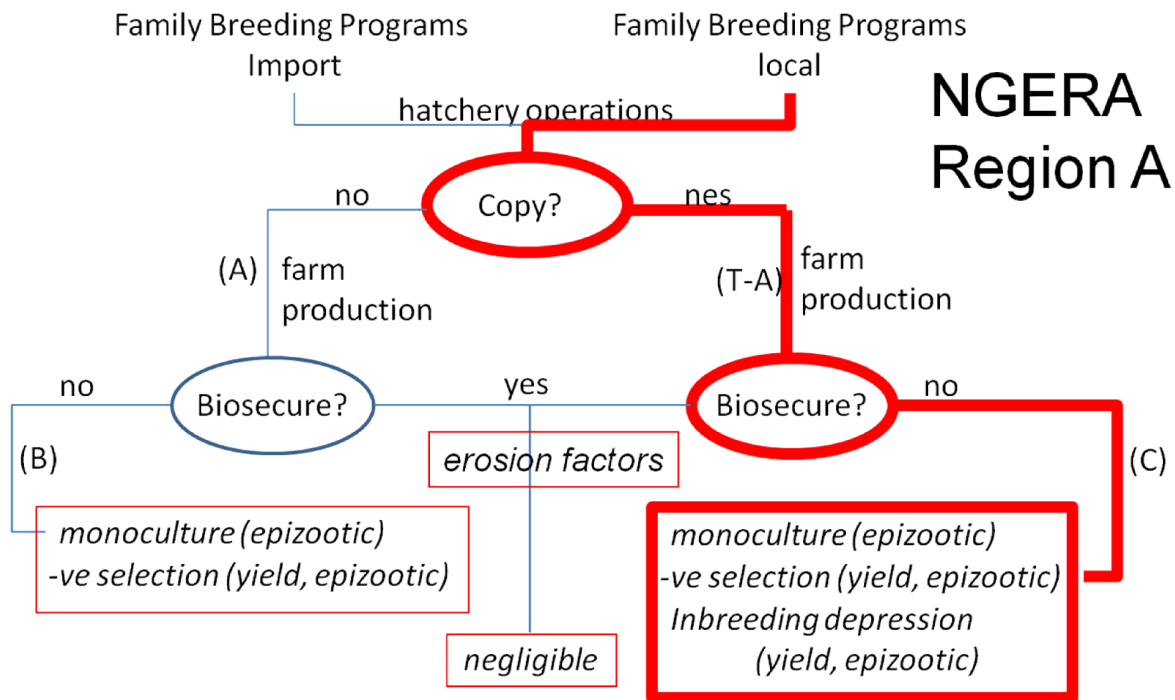 Family Breeding Programs
Import
Family Breeding Programs
local
NGERA
Region A
hatchery operations
Copy?
no
nes
(A)
farm
production
(T-A)
farm
production
no
Biosecure?
yes
Biosecure?
no
(B)
erosion factors
(C)
monoculture (epizootic)
-ve selection (yield, epizootic)
negligible
monoculture (epizootic)
-ve selection (yield, epizootic)
Inbreeding depression
(yield, epizootic)